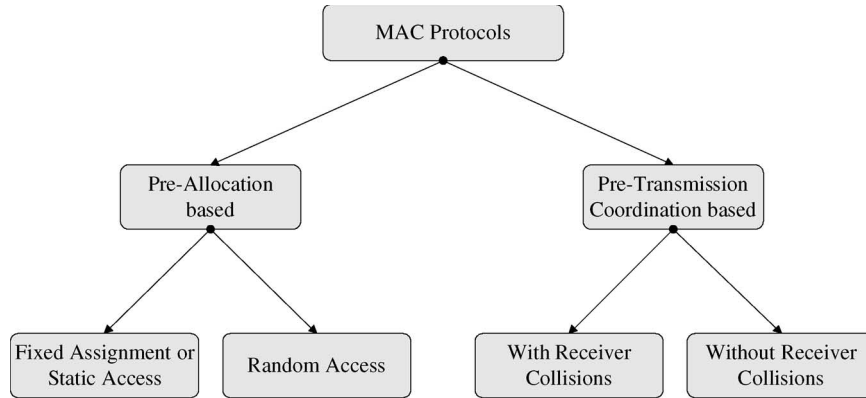 MAC Protocols
Pre-Allocation
based
Pre-Transmission
Coordination based
Fixed Assignment or
Static Access
Random Access
With Receiver
Collisions
Without Receiver
Collisions